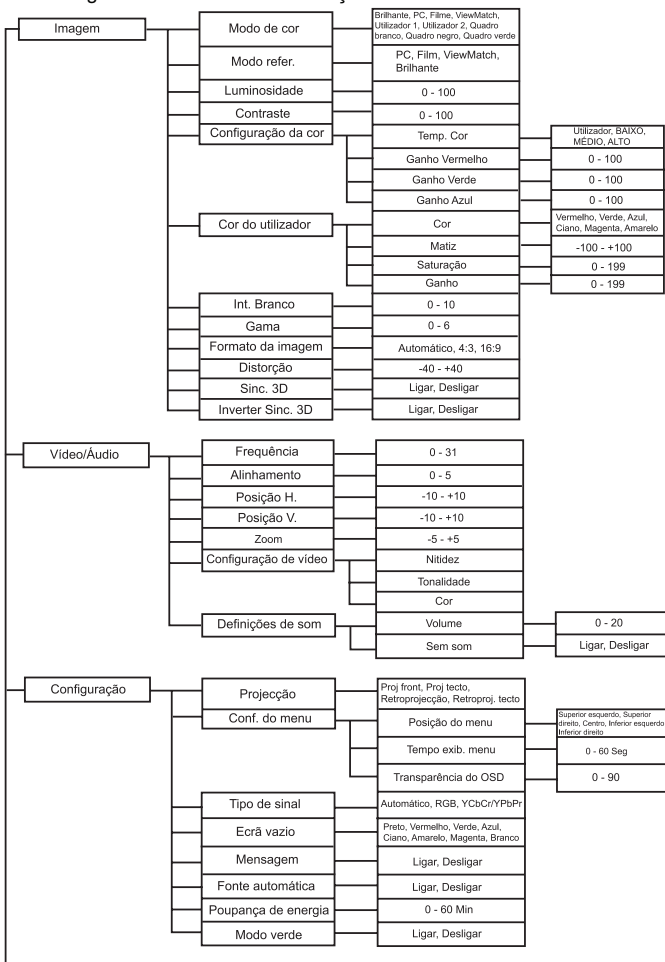 Imagem
Modo de cor
Brilhante, PC, Filme, ViewMatch,
Utilizador 1, Utilizador 2, Quadro
branco, Quadro negro, Quadro verde
Modo refer.
PC, Film, ViewMatch,
Brilhante
Luminosidade
0 - 100
Contraste
0 - 100
Configuração da cor
Temp. Cor
Utilizador, BAIXO,
MÉDIO, ALTO
Ganho Vermelho
0 - 100
Ganho Verde
0 - 100
Ganho Azul
0 - 100
Cor do utilizador
Cor
Vermelho, Verde, Azul,
Ciano, Magenta, Amarelo
Matiz
-100 - +100
Saturação
0 - 199
Ganho
0 - 199
Int. Branco
0 - 10
Gama
0 - 6
Formato da imagem
Automático, 4:3, 16:9
Distorção
-40 - +40
Sinc. 3D
Ligar, Desligar
Inverter Sinc. 3D
Ligar, Desligar
Vídeo/Áudio
Frequência
0 - 31
Alinhamento
0 - 5
Posição H.
-10 - +10
Posição V.
-10 - +10
Zoom
-5 - +5
Configuração de vídeo
Nitidez
Tonalidade
Cor
Definições de som
Volume
0 - 20
Sem som
Ligar, Desligar
Configuração
Projecção
Proj front, Proj tecto,
Retroprojecção, Retroproj. tecto
Conf. do menu
Posição do menu
Superior esquerdo, Superior
direito, Centro, Inferior esquerdo
Inferior direito
Tempo exib. menu
0 - 60 Seg
Transparência do OSD
0 - 90
Tipo de sinal
Automático, RGB, YCbCr/YPbPr
Ecrã vazio
Preto, Vermelho, Verde, Azul,
Ciano, Amarelo, Magenta, Branco
Mensagem
Ligar, Desligar
Fonte automática
Ligar, Desligar
Poupança de energia
0 - 60 Min
Modo verde
Ligar, Desligar